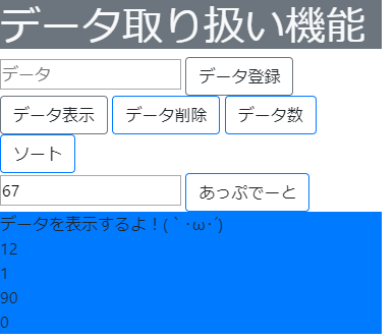 データ取り扱い機能
データ データ登録
データ表示 データ削除 データ数
ソート
67 あっぷでーと
データを表示するよ！(｀･ω･´)
12
1
90
0